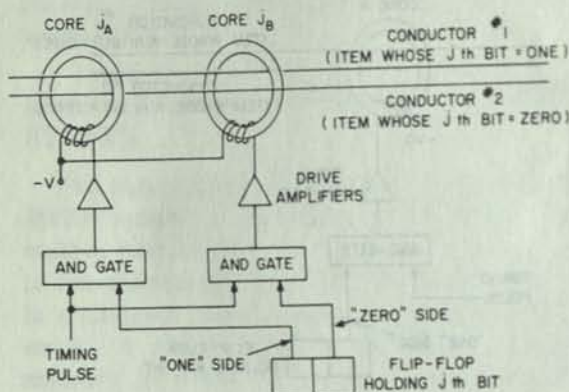 CORE jA
CORE jB
CONDUCTOR #1
(ITEM WHOSE j th BIT = ONE)
CONDUCTOR #2
(ITEM WHOSE j th BIT = ZERO)
-V
DRIVE
AMPLIFIERS
AND GATE
AND GATE
"ZERO" SIDE
TIMING
PULSE
"ONE" SIDE
FLIP-FLOP
HOLDING j th BIT